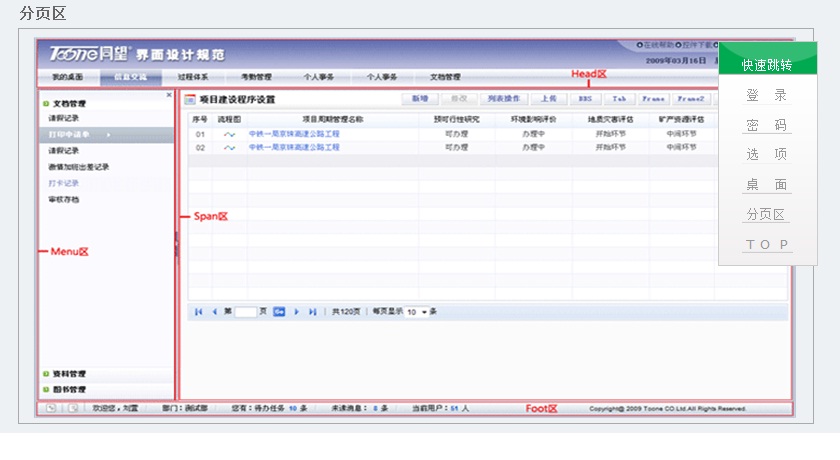 分页区
Toone同望® 界面设计规范
在线帮助 控件下载
2009年03月16日
快速跳转
我的桌面 信息交流 过程体系 考勤管理 个人事务 个人事务 文档管理
Head区
登 录
密 码
选 项
桌 面
分页区
T O P
文档管理
请假记录
打印申请单
请假记录
激情加班出差记录
打卡记录
审核存档
Menu区
资料管理
图书管理
项目建设程序设置
新增 修改 列表操作 上传 BBS Tab Frame Frame2
序号 流程图 项目周期管理名称 预可行性研究 环境影响评价 地质灾害评估 矿产资源评估
01 中铁一局京珠高速公路工程 可办理 办理中 开始环节 中间环节
02 中铁一局京珠高速公路工程 可办理 办理中 开始环节 中间环节
Span区
第 页 Go 共120页 每页显示 10 条
欢迎您，刘霞 部门：测试部 您有：待办任务 10 条 未读消息： 8 条 当前用户：51 人
Foot区
Copyright@ 2009 Toone CO.Ltd.All Rights Reserved.